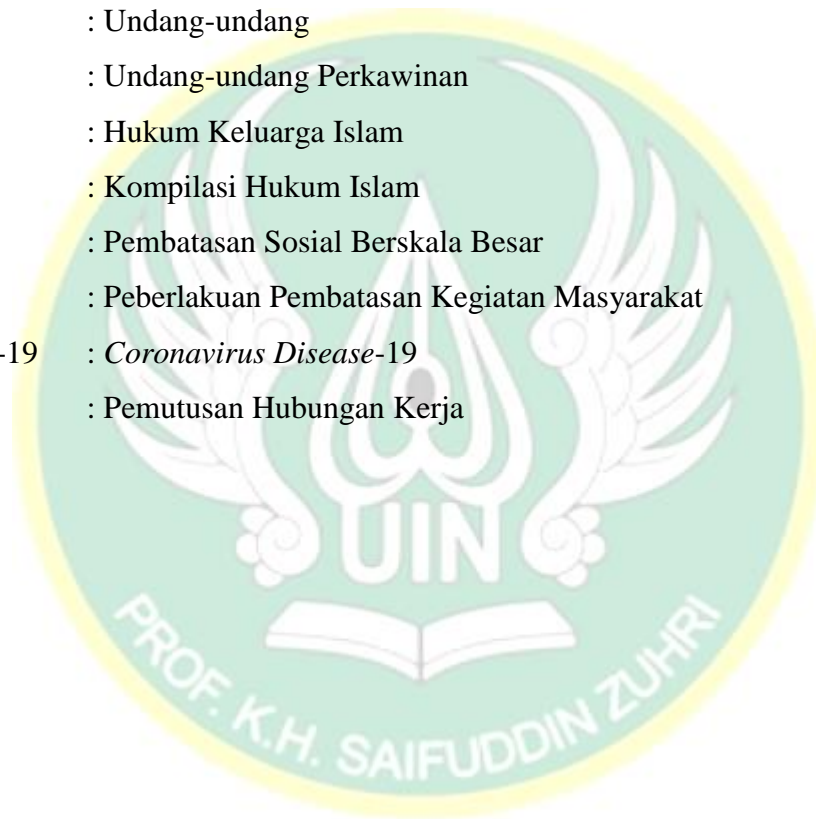 : Undang-undang
: Undang-undang Perkawinan
: Hukum Keluarga Islam
: Kompilasi Hukum Islam
: Pembatasan Sosial Berskala Besar
: Peberlakuan Pembatasan Kegiatan Masyarakat
-19 : Coronavirus Disease-19
: Pemutusan Hubungan Kerja
UIN
PROF. K.H. SAIFUDDIN ZUHRI